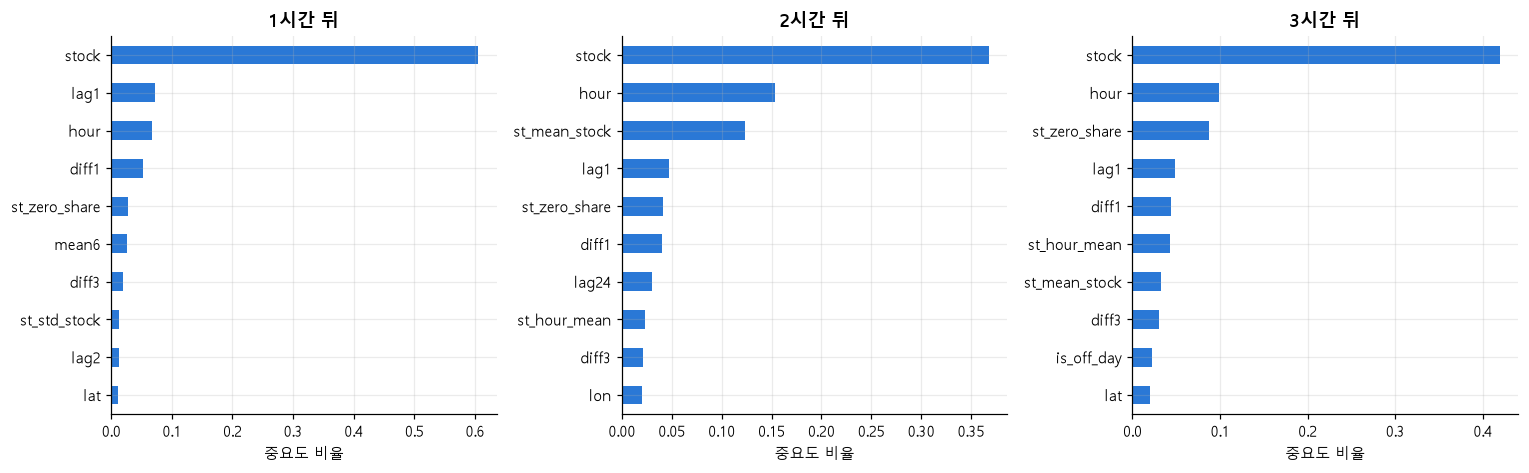 1시간 뒤
stock
lag1
hour
diff1
st_zero_share
mean6
diff3
st_std_stock
lag2
lat
0.0 0.1 0.2 0.3 0.4 0.5 0.6
중요도 비율
2시간 뒤
stock
hour
st_mean_stock
lag1
st_zero_share
diff1
lag24
st_hour_mean
diff3
lon
0.00 0.05 0.10 0.15 0.20 0.25 0.30 0.35
중요도 비율
3시간 뒤
stock
hour
st_zero_share
lag1
diff1
st_hour_mean
st_mean_stock
diff3
is_off_day
lat
0.0 0.1 0.2 0.3 0.4
중요도 비율